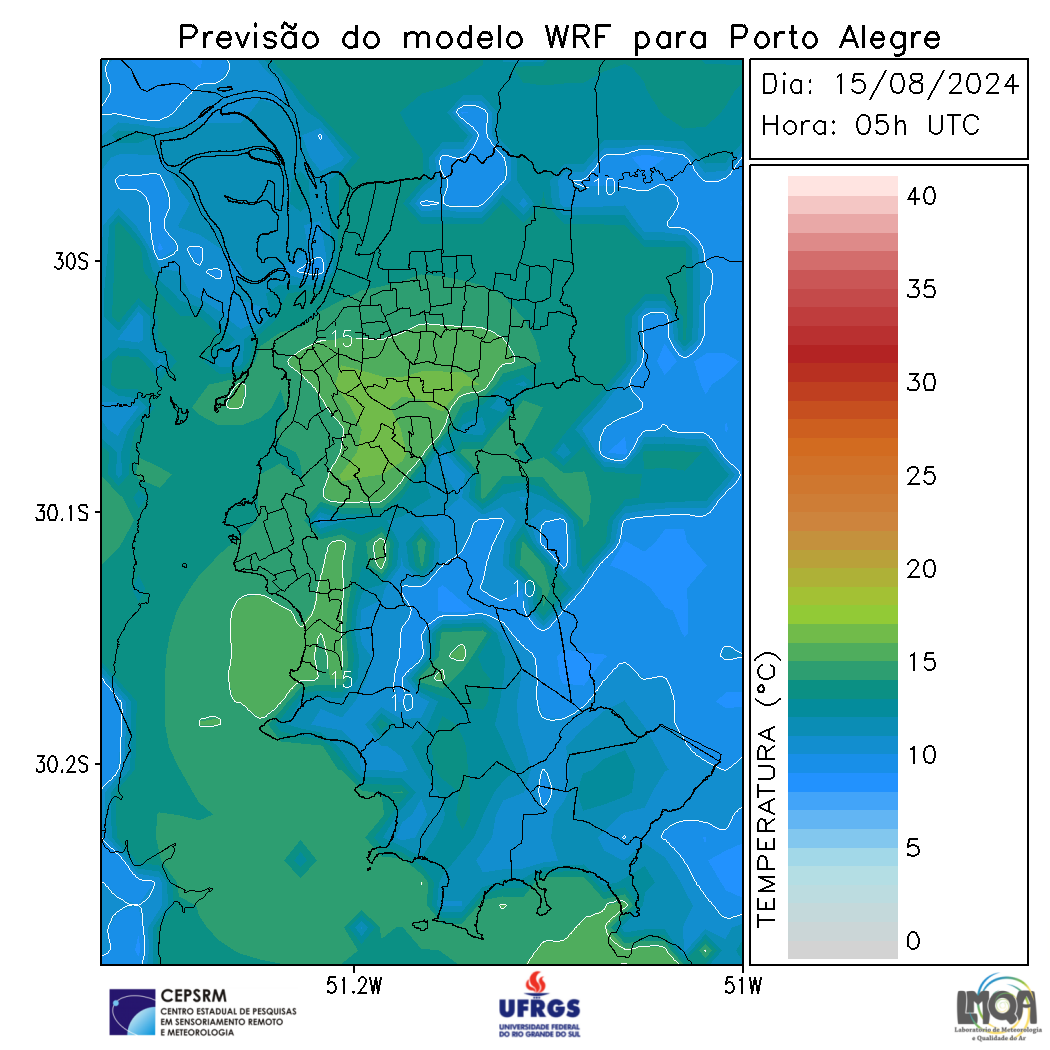 Previsão do modelo WRF para Porto Alegre
Dia: 15/08/2024
Hora: 05h UTC
30S
30.1S
30.2S
51.2W
51W
10
10
15
10
15
10
TEMPERATURA (°C)
40
35
30
25
20
15
10
5
0
CEPSRM
CENTRO ESTADUAL DE PESQUISAS
EM SENSORIAMENTO REMOTO
E METEOROLOGIA
UFRGS
UNIVERSIDADE FEDERAL
DO RIO GRANDE DO SUL
LMQA
Laboratório de Meteorologia
e Qualidade do Ar